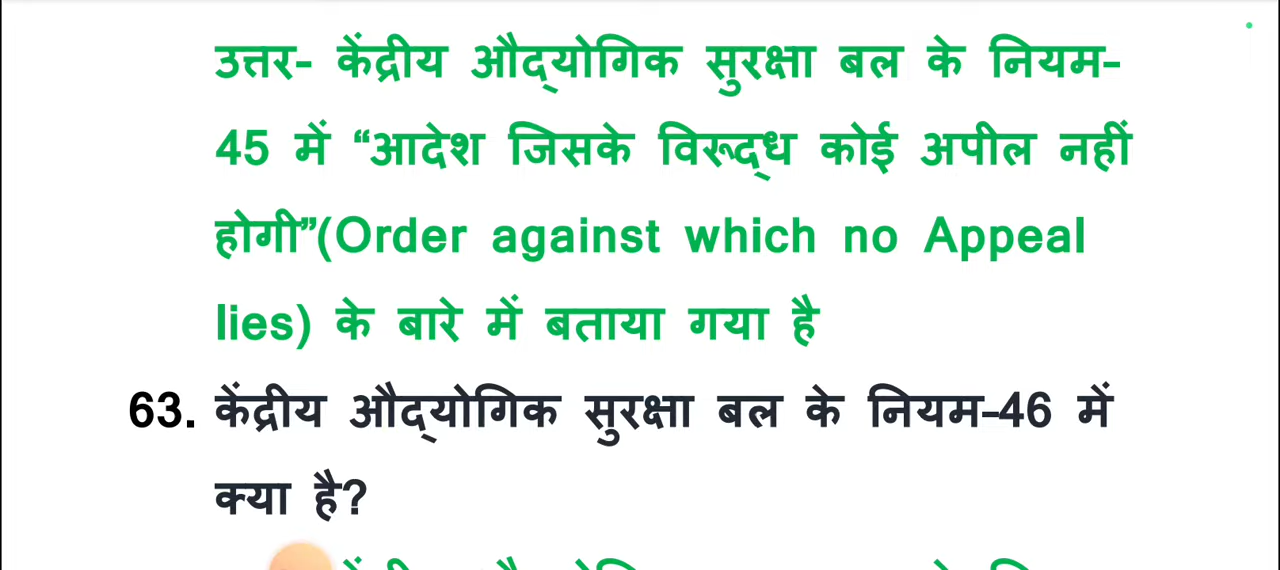 उत्तर- केंद्रीय औद्योगिक सुरक्षा बल के नियम-
45 में “आदेश जिसके विरूद्ध कोई अपील नहीं
होगी”(Order against which no Appeal
lies) के बारे में बताया गया है
63. केंद्रीय औद्योगिक सुरक्षा बल के नियम-46 में
क्या है?